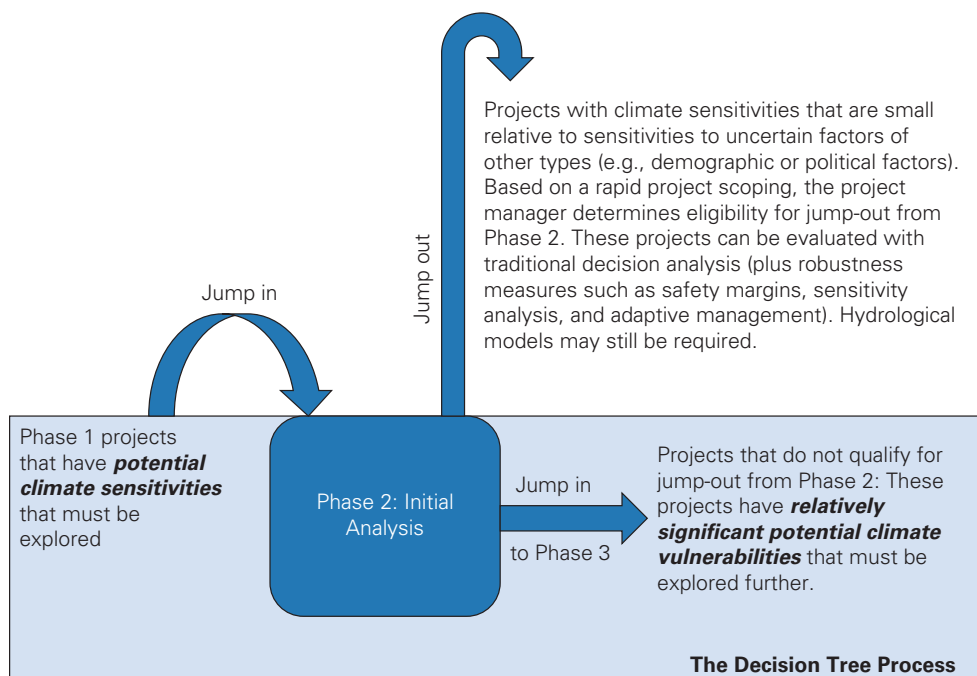 Projects with climate sensitivities that are small
relative to sensitivities to uncertain factors of
other types (e.g., demographic or political factors).
Based on a rapid project scoping, the project
manager determines eligibility for jump-out from
Phase 2. These projects can be evaluated with
traditional decision analysis (plus robustness
measures such as safety margins, sensitivity
analysis, and adaptive management). Hydrological
models may still be required.
Jump out
Jump in
Phase 1 projects
that have potential
climate sensitivities
that must be
explored
Phase 2: Initial
Analysis
Jump in
to Phase 3
Projects that do not qualify for
jump-out from Phase 2: These
projects have relatively
significant potential climate
vulnerabilities that must be
explored further.
The Decision Tree Process